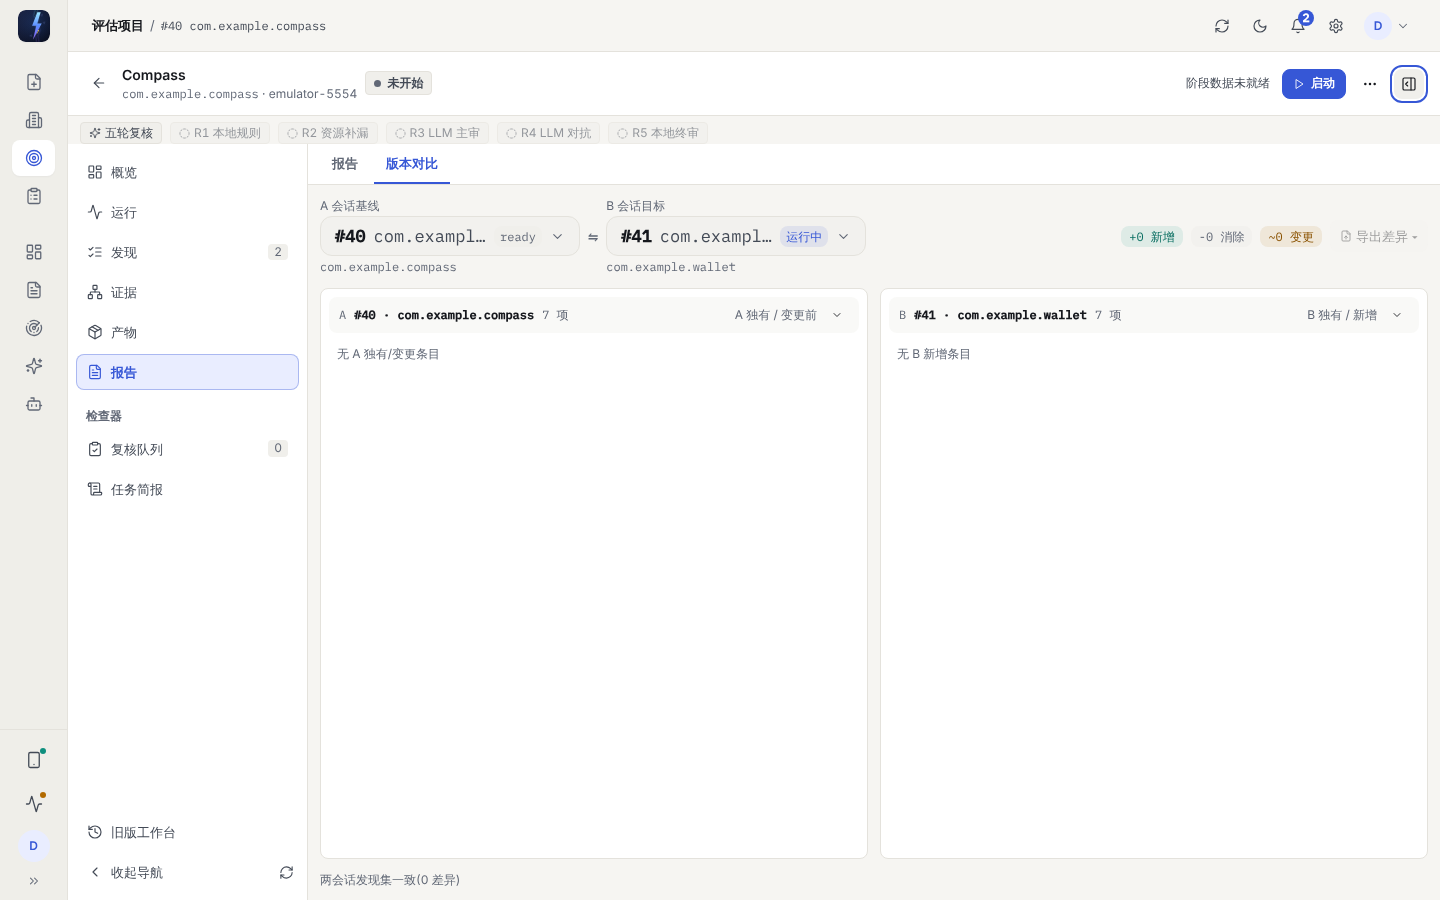 评估项目 / #40 com.example.compass
2
D
Compass
com.example.compass · emulator-5554
未开始
阶段数据未就绪
启动
五轮复核
R1 本地规则
R2 资源补漏
R3 LLM 主审
R4 LLM 对抗
R5 本地终审
概览
运行
发现 2
证据
产物
报告
检查器
复核队列 0
任务简报
旧版工作台
收起导航
D
报告
版本对比
A 会话基线
#40 com.exampl… ready
com.example.compass
⇋
B 会话目标
#41 com.exampl… 运行中
com.example.wallet
+0 新增
-0 消除
~0 变更
导出差异
A #40 · com.example.compass 7 项
A 独有 / 变更前
无 A 独有/变更条目
B #41 · com.example.wallet 7 项
B 独有 / 新增
无 B 新增条目
两会话发现集一致(0 差异)